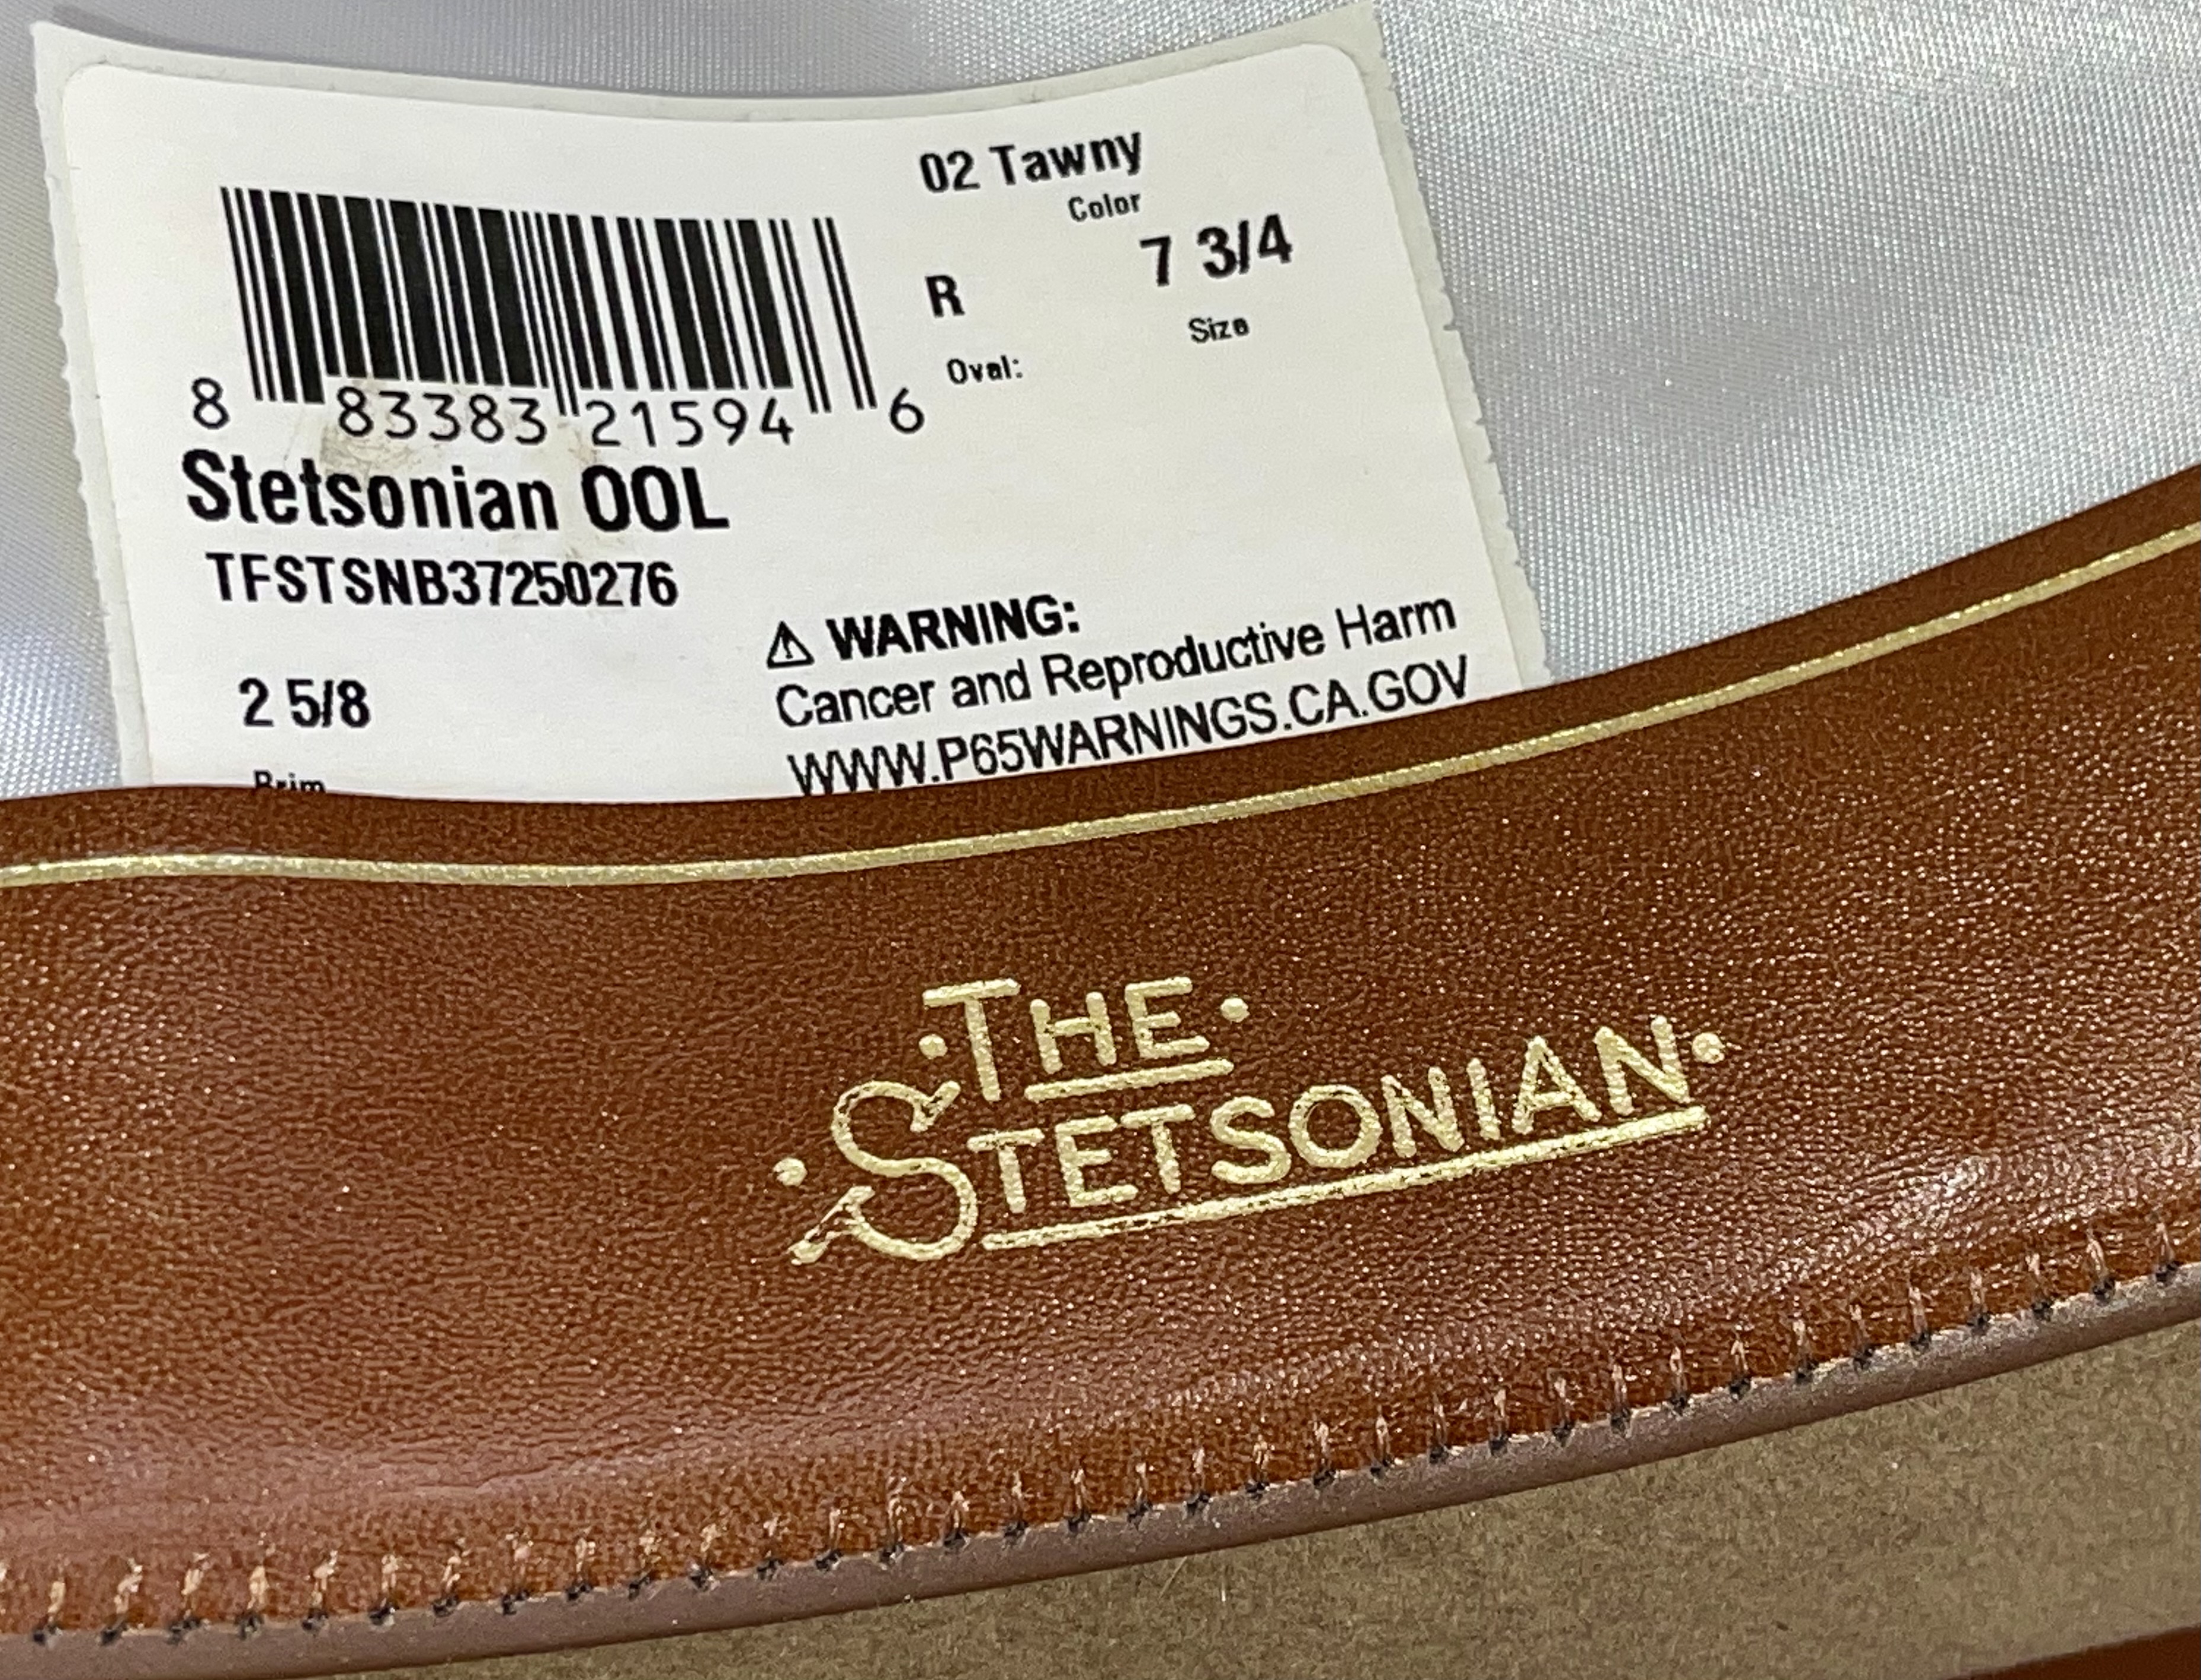 02 Tawny
Color
7 3/4
Size
R
Oval:
8 83383 21594 6
Stetsonian OOL
TFSTSNB37250276
2 5/8
Brim
⚠ WARNING:
Cancer and Reproductive Harm
WWW.P65WARNINGS.CA.GOV
·THE·
·STETSONIAN·